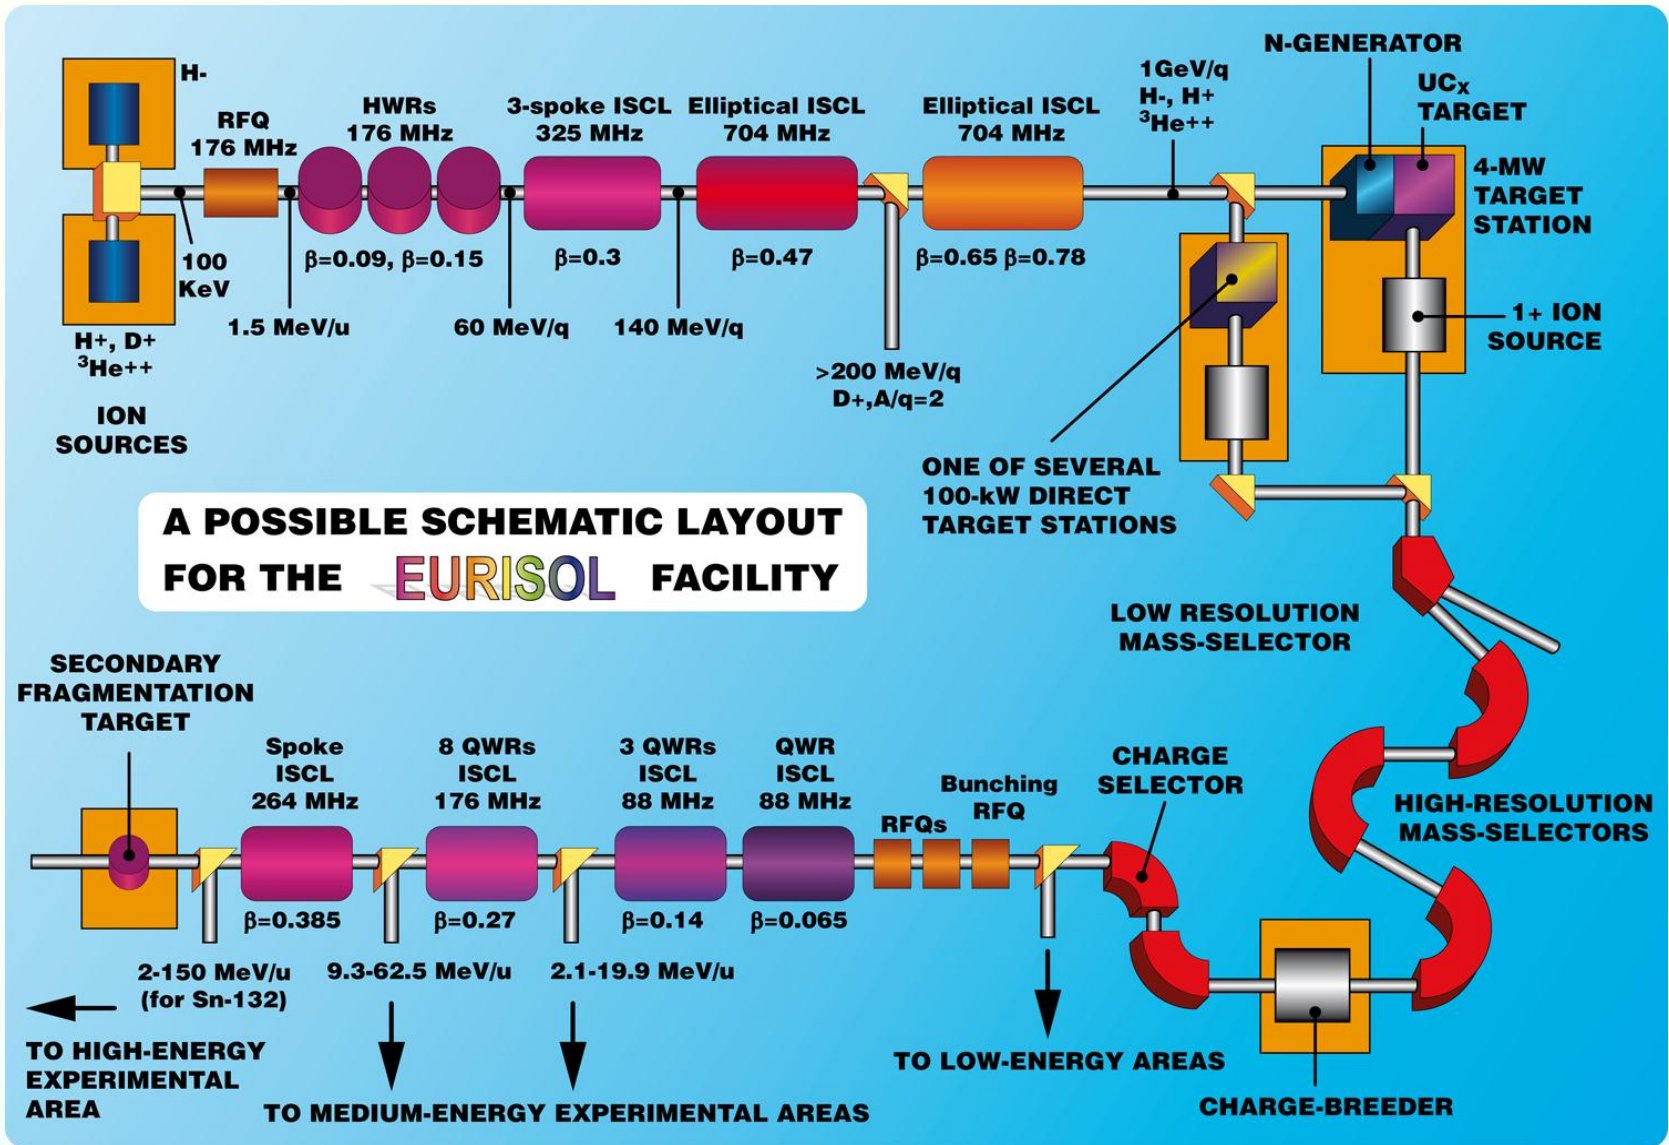 H-
RFQ
176 MHz
HWRs
176 MHz
3-spoke ISCL
325 MHz
Elliptical ISCL
704 MHz
Elliptical ISCL
704 MHz
1GeV/q
H-, H+
³He++
N-GENERATOR
UCx
TARGET
4-MW
TARGET
STATION
100
KeV
β=0.09, β=0.15
β=0.3
β=0.47
β=0.65 β=0.78
1.5 MeV/u
60 MeV/q
140 MeV/q
>200 MeV/q
D+,A/q=2
1+ ION
SOURCE
H+, D+
³He++
ION
SOURCES
ONE OF SEVERAL
100-kW DIRECT
TARGET STATIONS
A POSSIBLE SCHEMATIC LAYOUT
FOR THE EURISOL FACILITY
LOW RESOLUTION
MASS-SELECTOR
SECONDARY
FRAGMENTATION
TARGET
Spoke
ISCL
264 MHz
8 QWRs
ISCL
176 MHz
3 QWRs
ISCL
88 MHz
QWR
ISCL
88 MHz
RFQs
Bunching
RFQ
CHARGE
SELECTOR
HIGH-RESOLUTION
MASS-SELECTORS
β=0.385
β=0.27
β=0.14
β=0.065
2-150 MeV/u
(for Sn-132)
9.3-62.5 MeV/u
2.1-19.9 MeV/u
TO HIGH-ENERGY
EXPERIMENTAL
AREA
TO MEDIUM-ENERGY EXPERIMENTAL AREAS
TO LOW-ENERGY AREAS
CHARGE-BREEDER